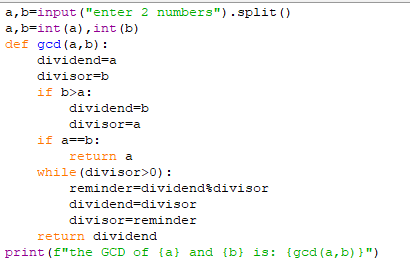 a,b=input("enter 2 numbers").split()
a,b=int(a),int(b)
def gcd(a,b):
    dividend=a
    divisor=b
    if b>a:
        dividend=b
        divisor=a
    if a==b:
        return a
    while(divisor>0):
        reminder=dividend%divisor
        dividend=divisor
        divisor=reminder
    return dividend
print(f"the GCD of {a} and {b} is: {gcd(a,b)}")